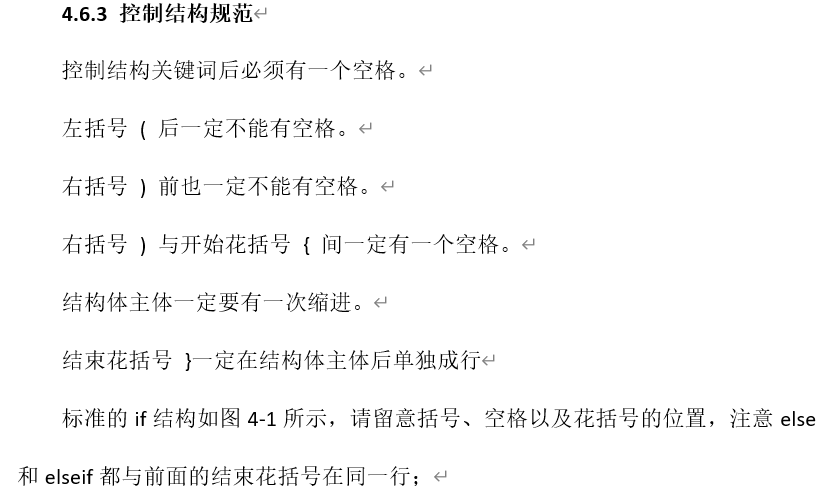 4.6.3 控制结构规范↵
控制结构关键词后必须有一个空格。↵
左括号 ( 后一定不能有空格。↵
右括号 ) 前也一定不能有空格。↵
右括号 ) 与开始花括号 { 间一定有一个空格。↵
结构体主体一定要有一次缩进。↵
结束花括号 }一定在结构体主体后单独成行↵
标准的 if 结构如图 4-1 所示，请留意括号、空格以及花括号的位置，注意 else
和 elseif 都与前面的结束花括号在同一行；↵